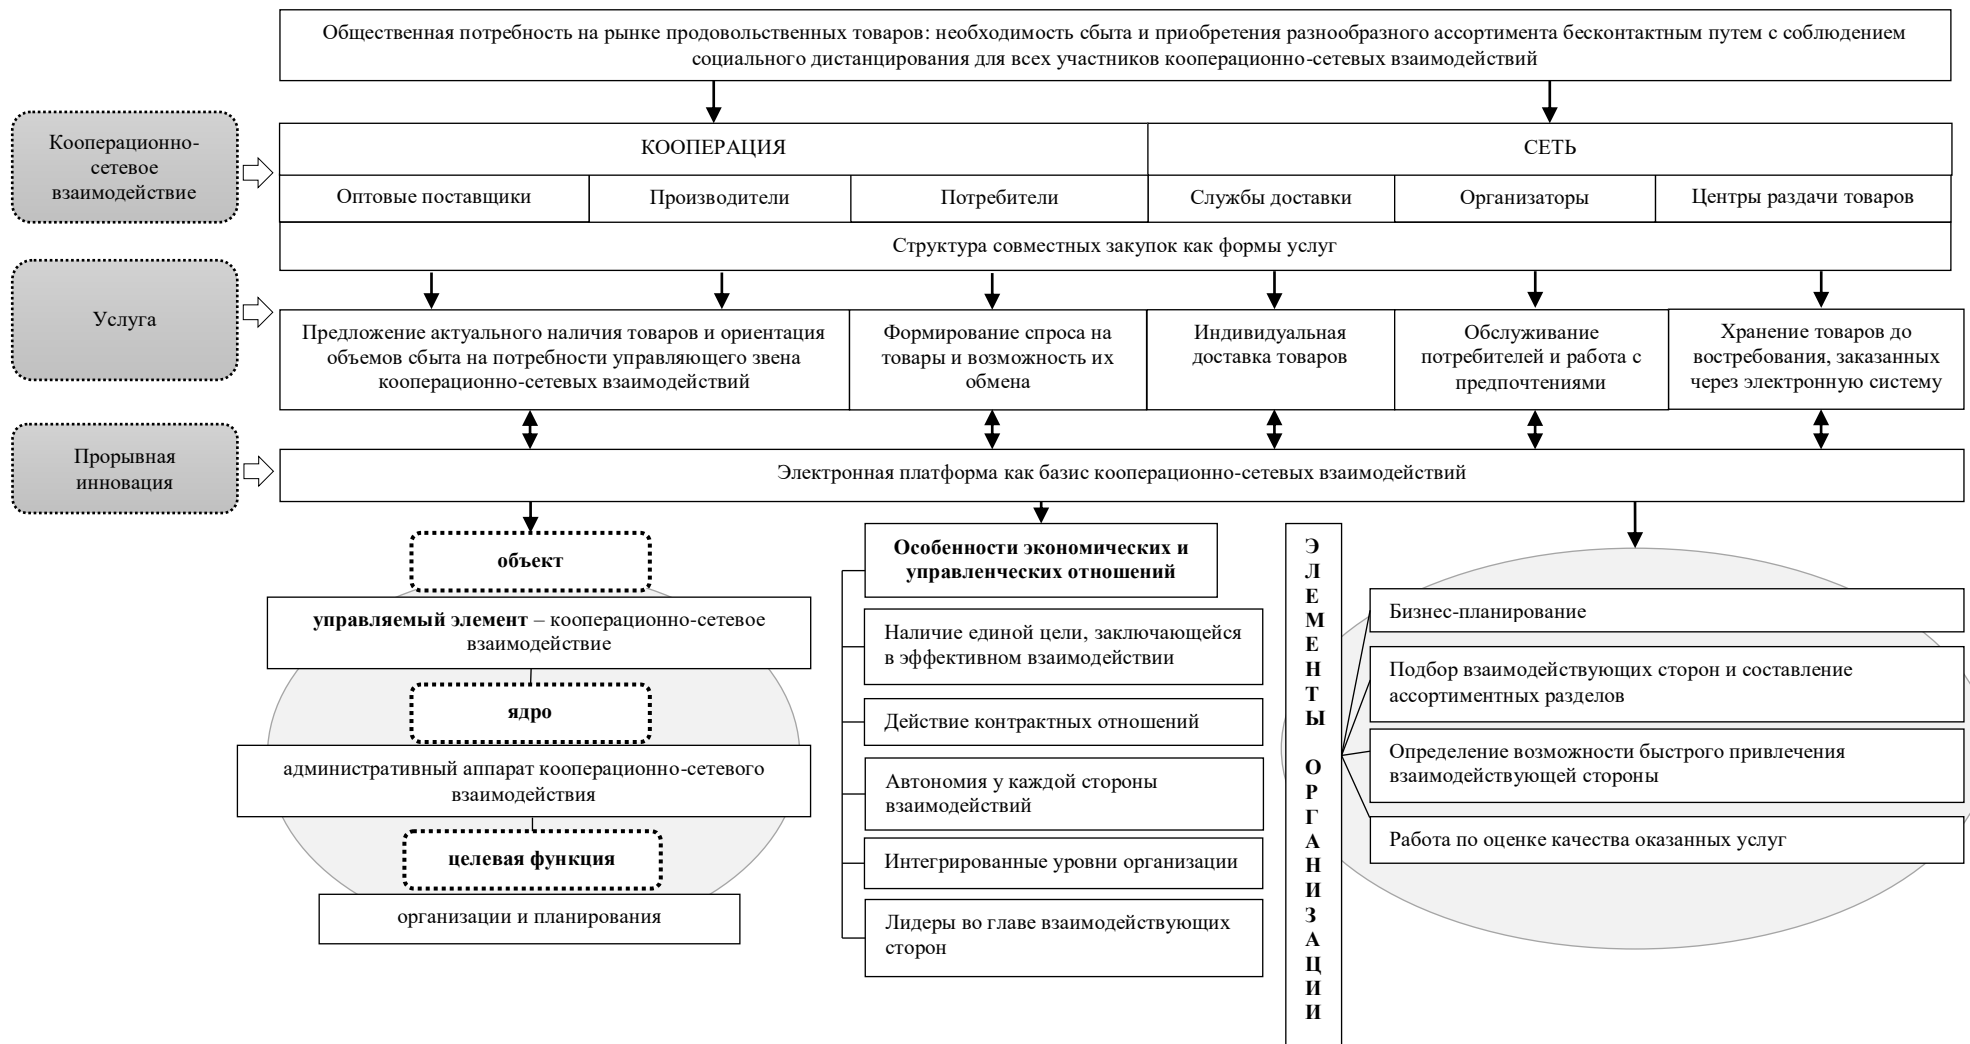 Общественная потребность на рынке продовольственных товаров: необходимость сбыта и приобретения разнообразного ассортимента бесконтактным путем с соблюдением
социального дистанцирования для всех участников кооперационно-сетевых взаимодействий
Кооперационно-
сетевое
взаимодействие
КООПЕРАЦИЯ
СЕТЬ
Оптовые поставщики
Производители
Потребители
Службы доставки
Организаторы
Центры раздачи товаров
Структура совместных закупок как формы услуг
Услуга
Предложение актуального наличия товаров и ориентация
объемов сбыта на потребности управляющего звена
кооперационно-сетевых взаимодействий
Формирование спроса на
товары и возможность их
обмена
Индивидуальная
доставка товаров
Обслуживание
потребителей и работа с
предпочтениями
Хранение товаров до
востребования, заказанных
через электронную систему
Прорывная
инновация
Электронная платформа как базис кооперационно-сетевых взаимодействий
объект
управляемый элемент – кооперационно-сетевое
взаимодействие
ядро
административный аппарат кооперационно-сетевого
взаимодействия
целевая функция
организации и планирования
Особенности экономических и
управленческих отношений
Наличие единой цели, заключающейся
в эффективном взаимодействии
Действие контрактных отношений
Автономия у каждой стороны
взаимодействий
Интегрированные уровни организации
Лидеры во главе взаимодействующих
сторон
Э
Л
Е
М
Е
Н
Т
Ы
О
Р
Г
А
Н
И
З
А
Ц
И
И
Бизнес-планирование
Подбор взаимодействующих сторон и составление
ассортиментных разделов
Определение возможности быстрого привлечения
взаимодействующей стороны
Работа по оценке качества оказанных услуг